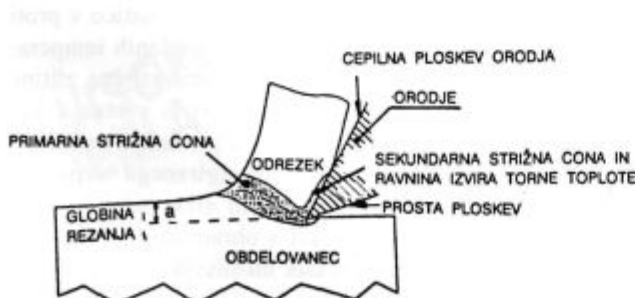 CEPILNA PLOSKEV ORODJA
ORODJE
PRIMARNA STRIŽNA CONA
ODREZEK
SEKUNDARNA STRIŽNA CONA IN
RAVNINA IZVIRA TORNE TOPLOTE
PROSTA PLOSKEV
GLOBINA a
REZANJA
OBDELOVANEC